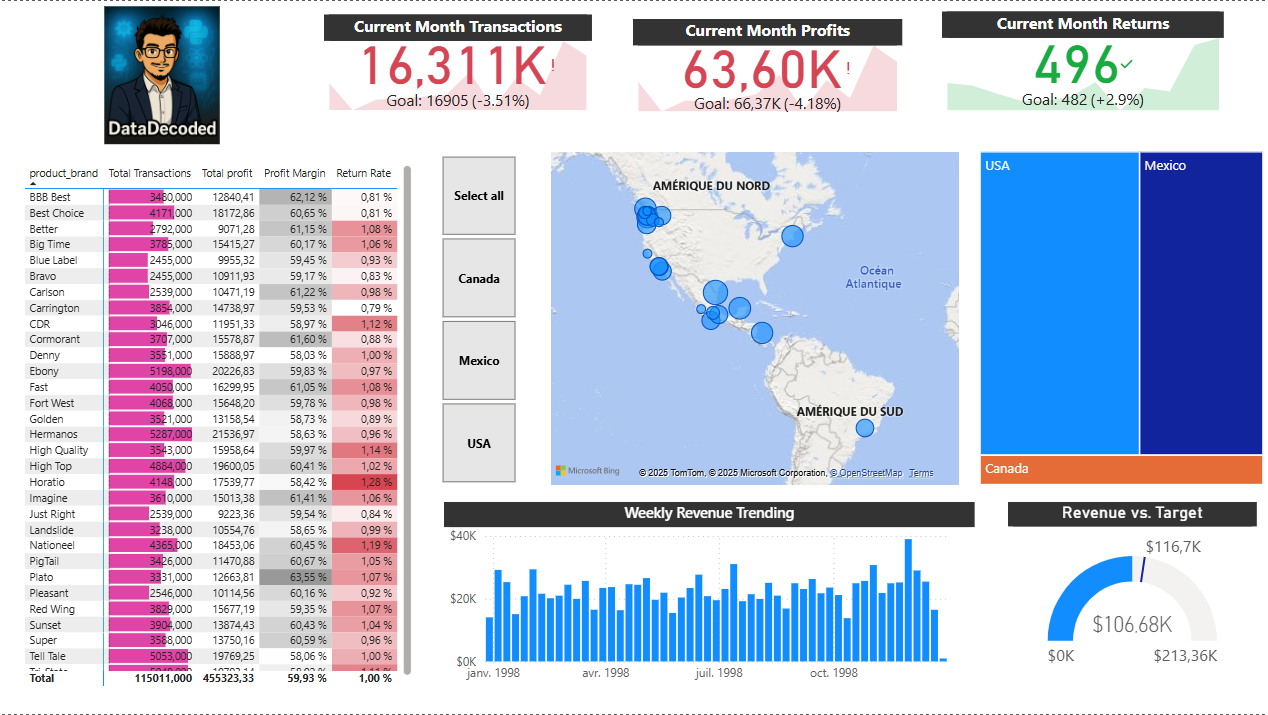 DataDecoded
Current Month Transactions
16,311K!
Goal: 16905 (-3.51%)
Current Month Profits
63,60K!
Goal: 66,37K (-4.18%)
Current Month Returns
496
Goal: 482 (+2.9%)
product_brand Total Transactions Total profit Profit Margin Return Rate
BBB Best 3480,000 12840,41 62,12 % 0,81 %
Best Choice 4171,000 18172,86 60,65 % 0,81 %
Better 2792,000 9071,28 61,15 % 1,08 %
Big Time 3785,000 15415,27 60,17 % 1,06 %
Blue Label 2455,000 9955,32 59,45 % 0,93 %
Bravo 2455,000 10911,93 59,17 % 0,83 %
Carlson 2539,000 10471,19 61,22 % 0,98 %
Carrington 3854,000 14738,97 59,53 % 0,79 %
CDR 3046,000 11951,33 58,97 % 1,12 %
Cormorant 3707,000 15578,87 61,60 % 0,88 %
Denny 3551,000 15888,97 58,03 % 1,00 %
Ebony 5198,000 20226,83 59,83 % 0,97 %
Fast 4050,000 16299,95 61,05 % 1,08 %
Fort West 4068,000 15648,20 59,78 % 0,98 %
Golden 3521,000 13158,54 58,73 % 0,89 %
Hermanos 5287,000 21536,97 58,63 % 0,96 %
High Quality 3543,000 15958,64 59,97 % 1,14 %
High Top 4884,000 19600,05 60,41 % 1,02 %
Horatio 4148,000 17539,77 58,42 % 1,28 %
Imagine 3610,000 15013,38 61,41 % 1,06 %
Just Right 2539,000 9223,36 59,54 % 0,84 %
Landslide 3238,000 10554,76 58,65 % 0,99 %
Nationeel 4365,000 18453,06 60,45 % 1,19 %
PigTail 3426,000 11470,88 60,67 % 1,05 %
Plato 3331,000 12663,81 63,55 % 1,07 %
Pleasant 2546,000 10114,56 60,16 % 0,92 %
Red Wing 3829,000 15677,19 59,35 % 1,07 %
Sunset 3904,000 13874,43 60,43 % 1,04 %
Super 3588,000 13750,16 60,59 % 0,96 %
Tell Tale 5053,000 19769,25 58,06 % 1,00 %
Total 115011,000 455323,33 59,93 % 1,00 %
Select all
Canada
Mexico
USA
AMÉRIQUE DU NORD
Océan
Atlantique
AMÉRIQUE DU SUD
Microsoft Bing
© 2025 TomTom, © 2025 Microsoft Corporation, © OpenStreetMap Terms
USA
Mexico
Canada
Weekly Revenue Trending
$40K
$20K
$0K
janv. 1998 avr. 1998 juil. 1998 oct. 1998
Revenue vs. Target
$116,7K
$106,68K
$0K
$213,36K